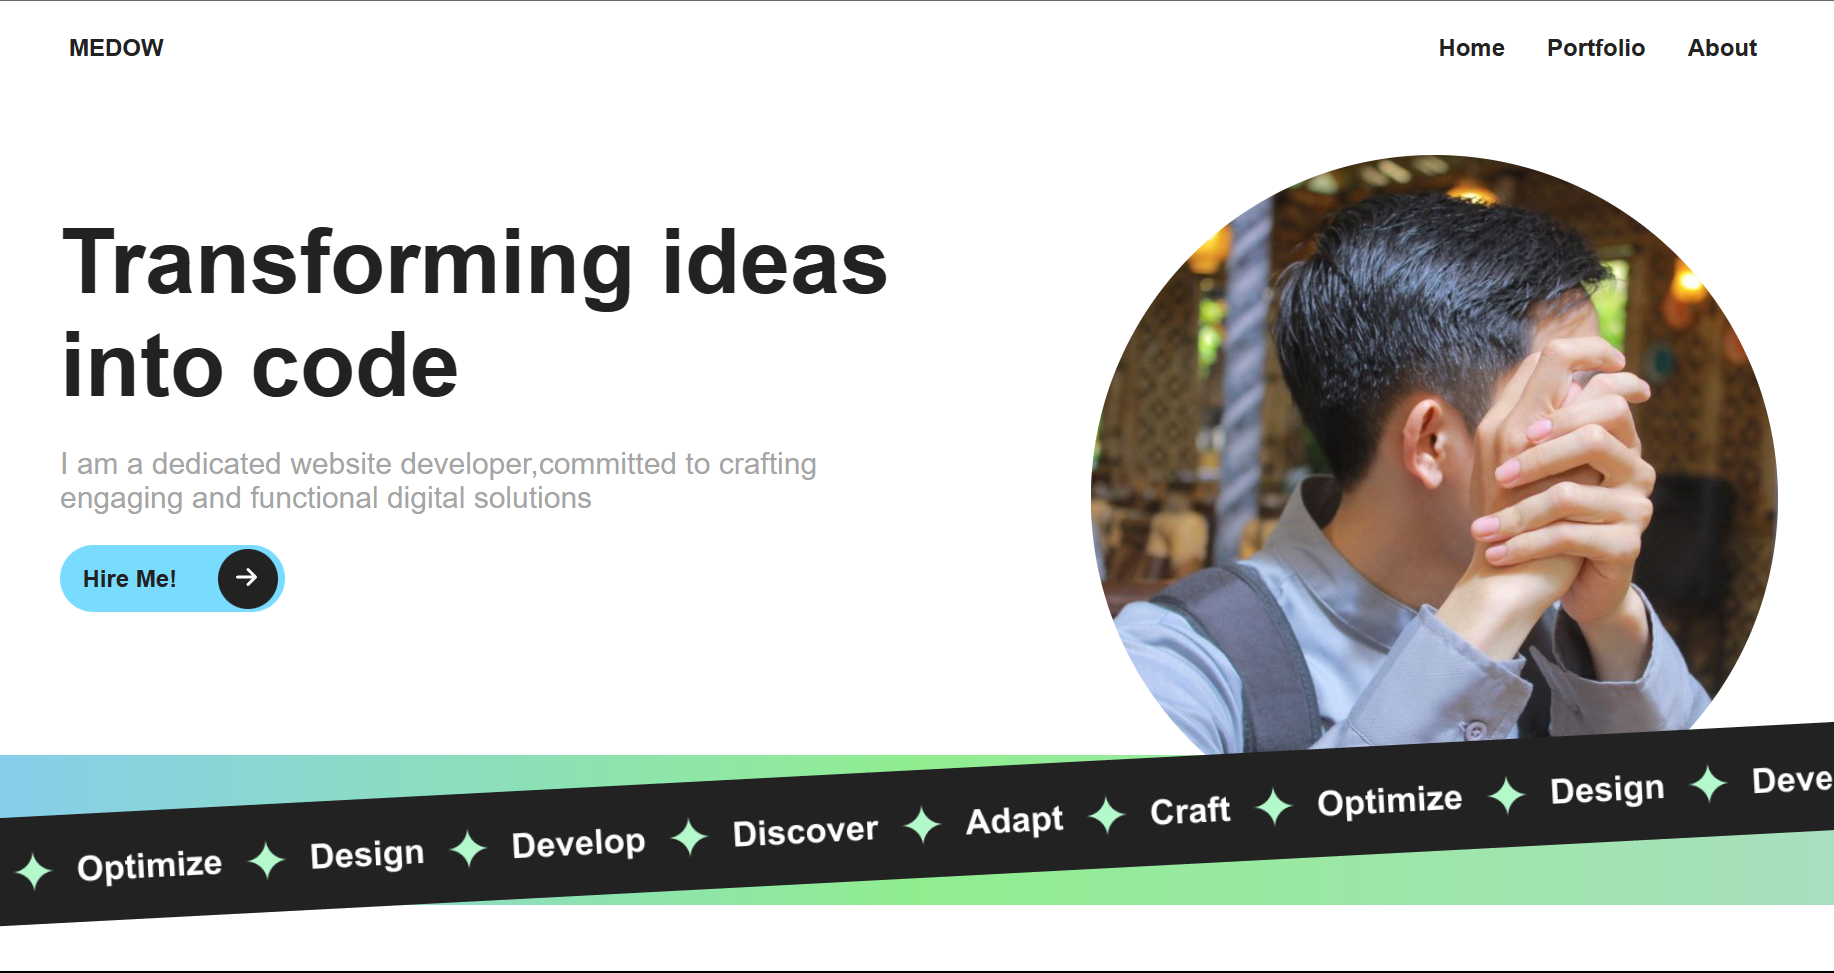 MEDOW
Home Portfolio About
Transforming ideas
into code
I am a dedicated website developer,committed to crafting
engaging and functional digital solutions
Hire Me!
Optimize Design Develop Discover Adapt Craft Optimize Design Deve